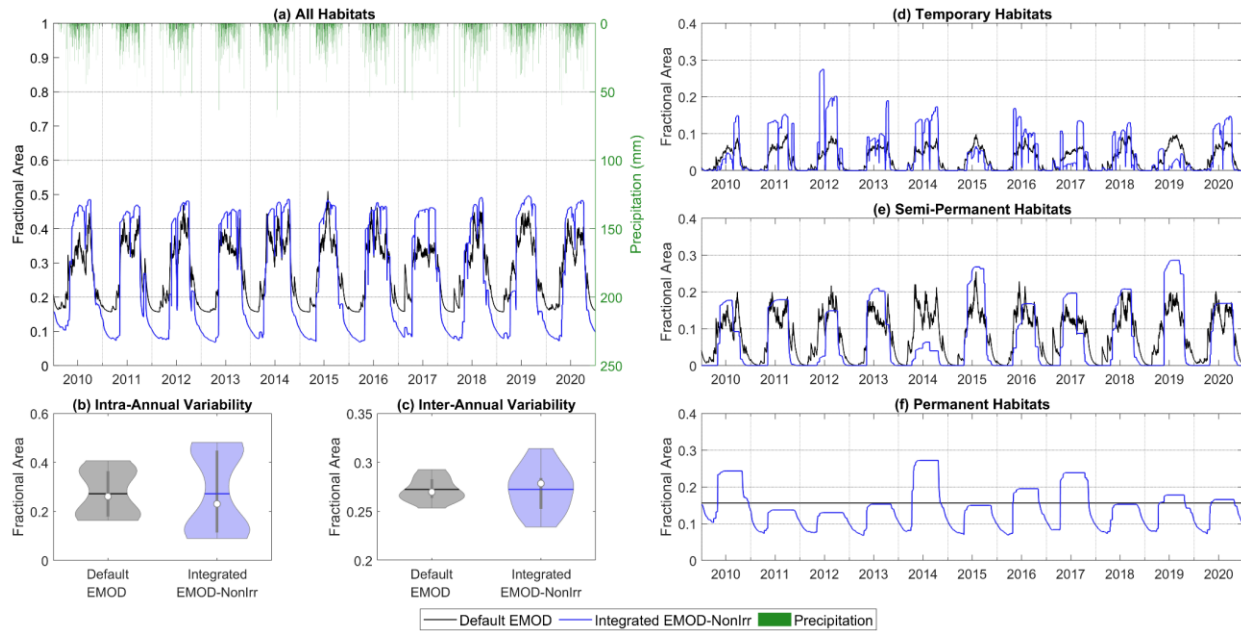 (a) All Habitats
Fractional Area
1
0.9
0.8
0.7
0.6
0.5
0.4
0.3
0.2
0.1
0
0
50
100
150
200
250
Precipitation (mm)
2010 2011 2012 2013 2014 2015 2016 2017 2018 2019 2020
(b) Intra-Annual Variability
Fractional Area
0.6
0.4
0.2
0
Default
EMOD
Integrated
EMOD-NonIrr
(c) Inter-Annual Variability
Fractional Area
0.35
0.3
0.25
0.2
Default
EMOD
Integrated
EMOD-NonIrr
(d) Temporary Habitats
Fractional Area
0.4
0.3
0.2
0.1
0
2010 2011 2012 2013 2014 2015 2016 2017 2018 2019 2020
(e) Semi-Permanent Habitats
Fractional Area
0.4
0.3
0.2
0.1
0
2010 2011 2012 2013 2014 2015 2016 2017 2018 2019 2020
(f) Permanent Habitats
Fractional Area
0.4
0.3
0.2
0.1
0
2010 2011 2012 2013 2014 2015 2016 2017 2018 2019 2020
Default EMOD Integrated EMOD-NonIrr Precipitation